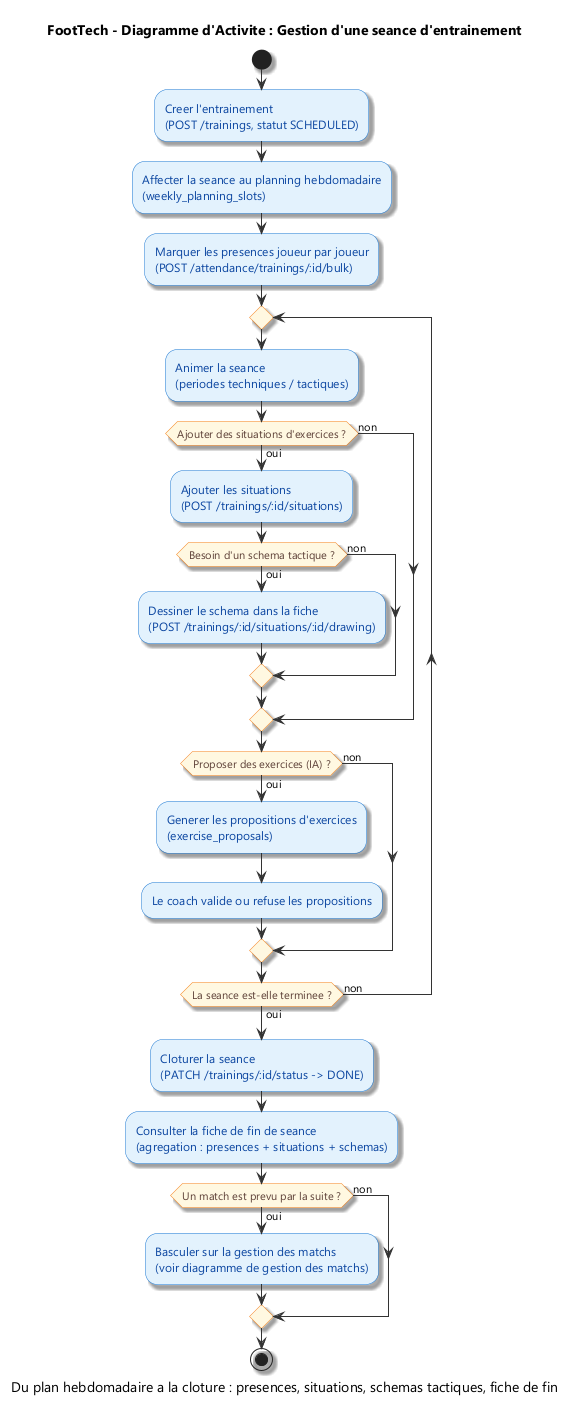 FootTech - Diagramme d'Activite : Gestion d'une seance d'entrainement
Creer l'entrainement
(POST /trainings, statut SCHEDULED)
Affecter la seance au planning hebdomadaire
(weekly_planning_slots)
Marquer les presences joueur par joueur
(POST /attendance/trainings/:id/bulk)
Animer la seance
(periodes techniques / tactiques)
Ajouter des situations d'exercices ?
non
oui
Ajouter les situations
(POST /trainings/:id/situations)
Besoin d'un schema tactique ?
non
oui
Dessiner le schema dans la fiche
(POST /trainings/:id/situations/:id/drawing)
Proposer des exercices (IA) ?
non
oui
Generer les propositions d'exercices
(exercise_proposals)
Le coach valide ou refuse les propositions
La seance est-elle terminee ?
non
oui
Cloturer la seance
(PATCH /trainings/:id/status -> DONE)
Consulter la fiche de fin de seance
(agregation : presences + situations + schemas)
Un match est prevu par la suite ?
non
oui
Basculer sur la gestion des matchs
(voir diagramme de gestion des matchs)
Du plan hebdomadaire a la cloture : presences, situations, schemas tactiques, fiche de fin